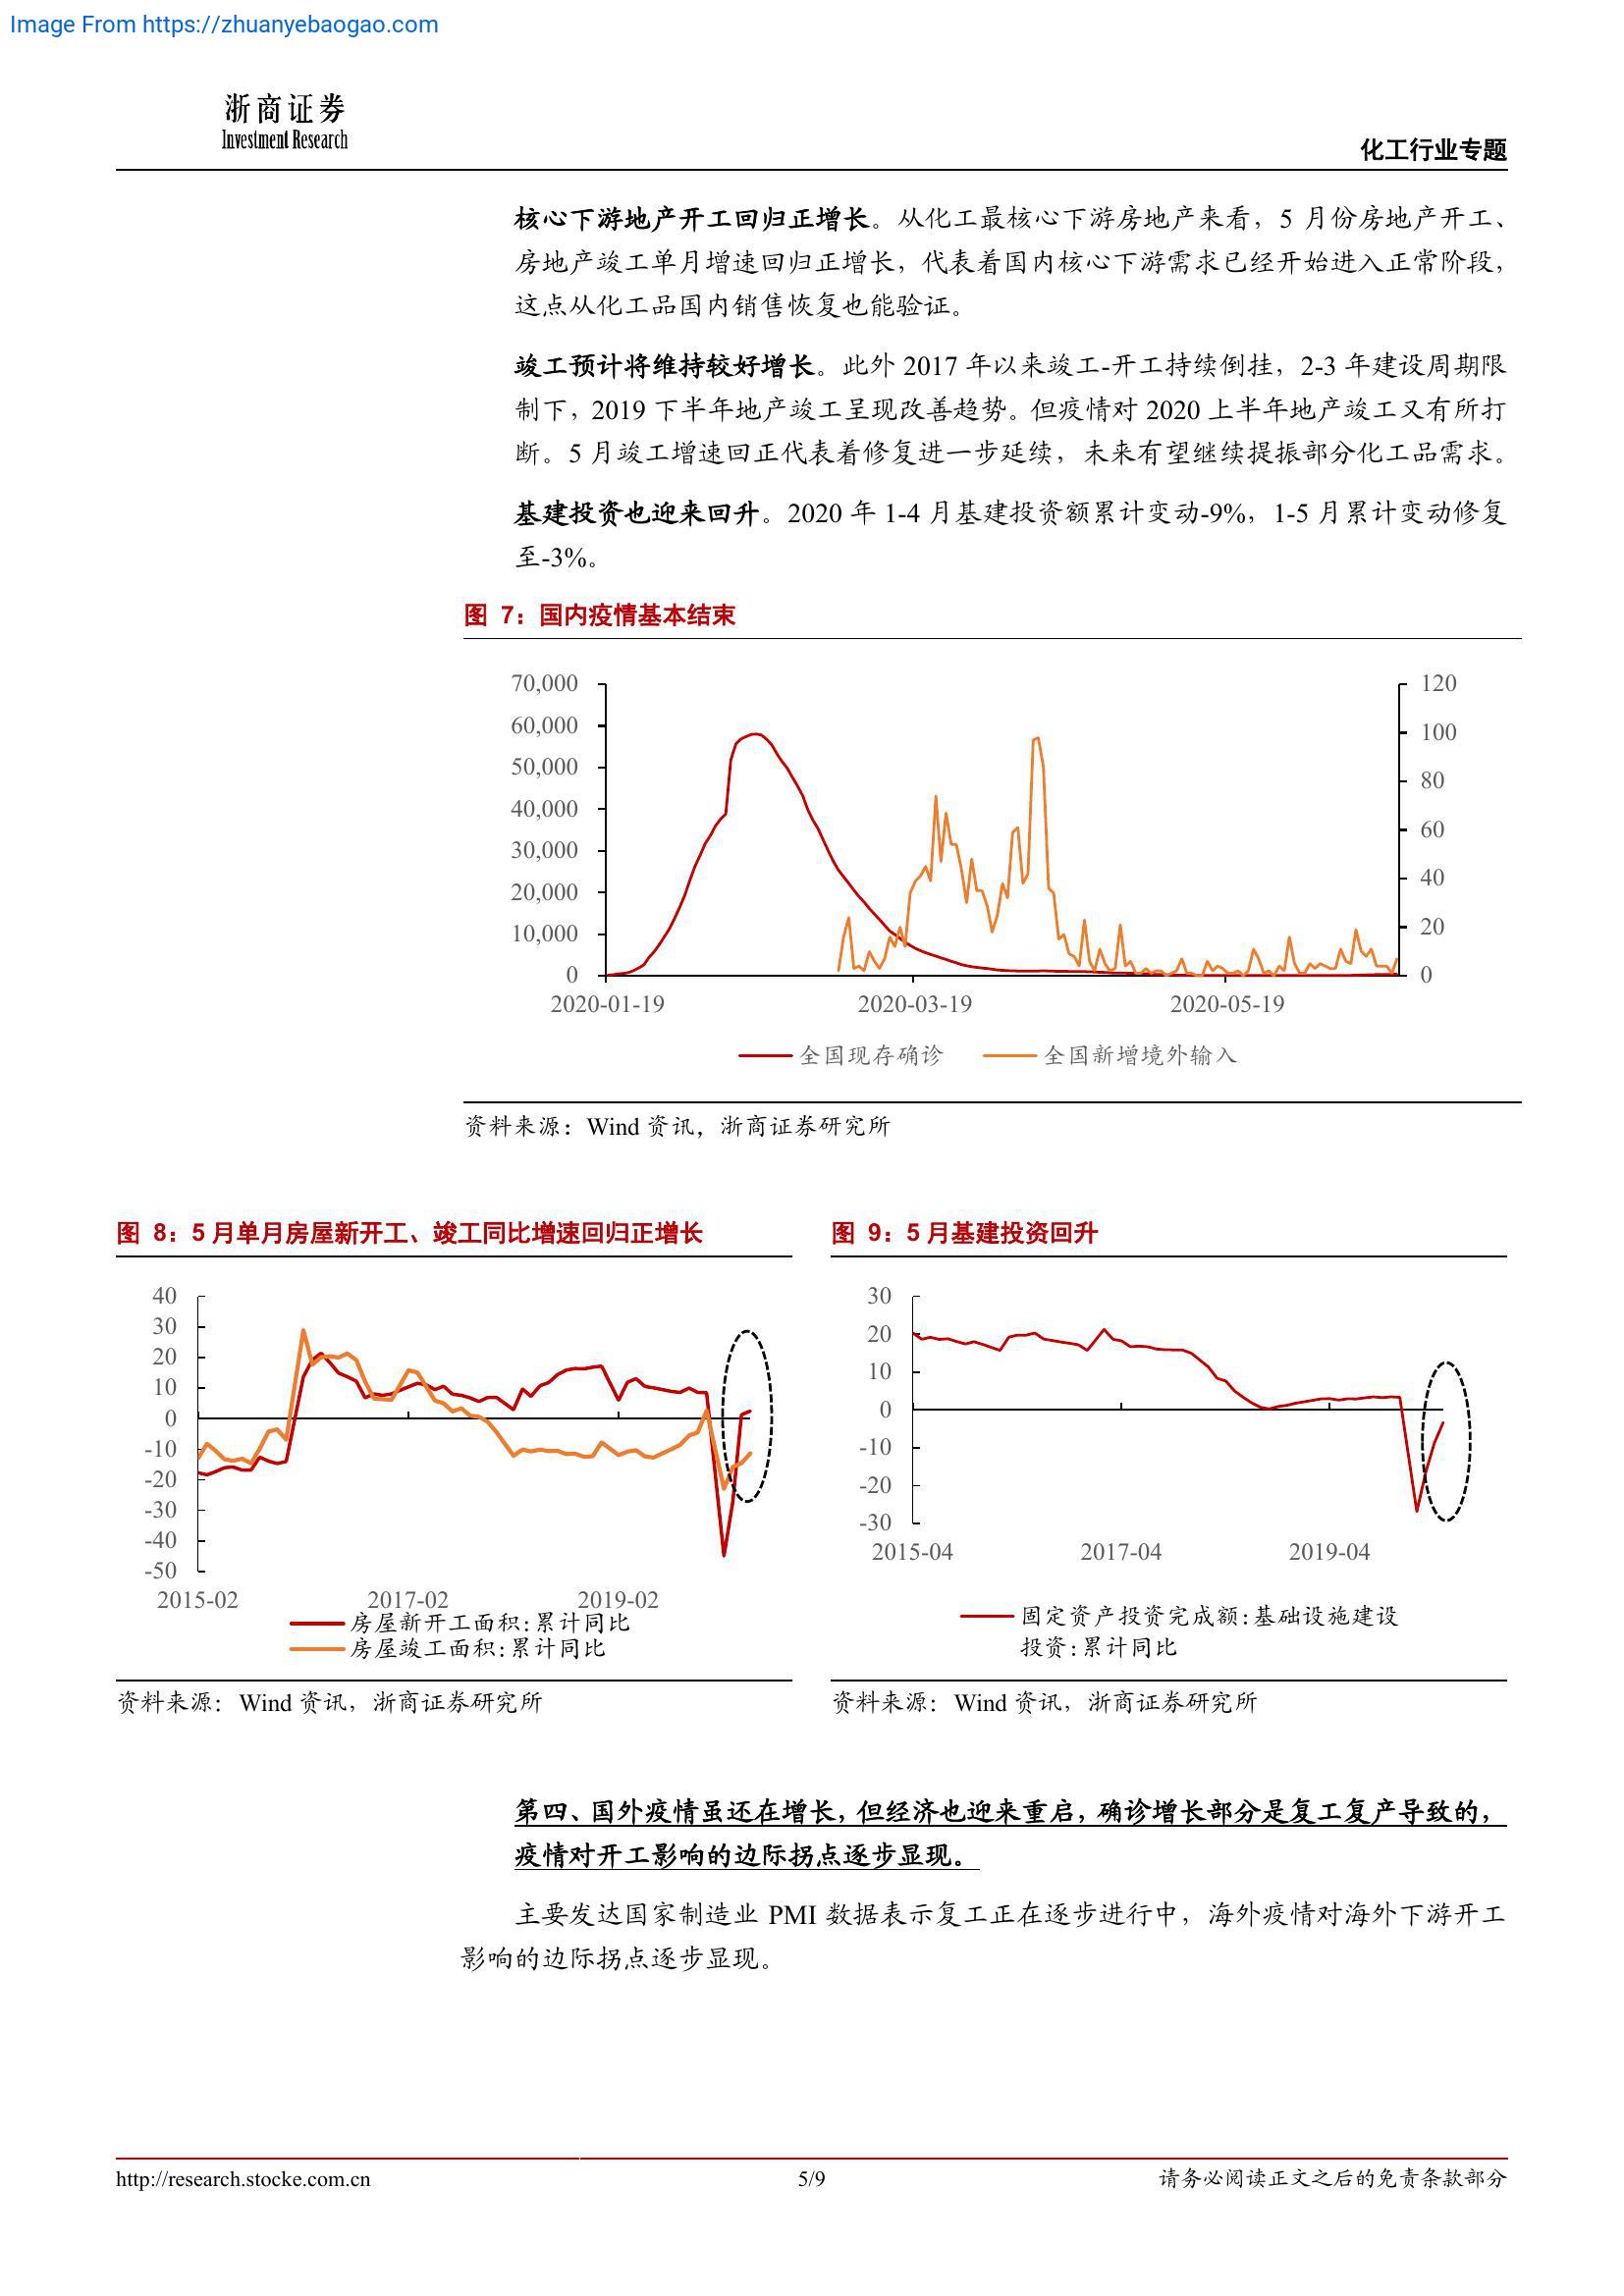 Image From https://zhuanyebaogao.com
浙商证券
Investment Research
化工行业专题
核心下游地产开工回归正增长。从化工最核心下游房地产来看，5 月份房地产开工、
房地产竣工单月增速回归正增长，代表着国内核心下游需求已经开始进入正常阶段，
这点从化工品国内销售恢复也能验证。
竣工预计将维持较好增长。此外 2017 年以来竣工-开工持续倒挂，2-3 年建设周期限
制下，2019 下半年地产竣工呈现改善趋势。但疫情对 2020 上半年地产竣工又有所打
断。5 月竣工增速回正代表着修复进一步延续，未来有望继续提振部分化工品需求。
基建投资也迎来回升。2020 年 1-4 月基建投资额累计变动-9%，1-5 月累计变动修复
至-3%。
图 7：国内疫情基本结束
70,000
60,000
50,000
40,000
30,000
20,000
10,000
0
120
100
80
60
40
20
0
2020-01-19 2020-03-19 2020-05-19
全国现存确诊 全国新增境外输入
资料来源：Wind 资讯，浙商证券研究所
图 8：5 月单月房屋新开工、竣工同比增速回归正增长
40
30
20
10
0
-10
-20
-30
-40
-50
2015-02 2017-02 2019-02
房屋新开工面积:累计同比
房屋竣工面积:累计同比
资料来源：Wind 资讯，浙商证券研究所
图 9：5 月基建投资回升
30
20
10
0
-10
-20
-30
2015-04 2017-04 2019-04
固定资产投资完成额:基础设施建设
投资:累计同比
资料来源：Wind 资讯，浙商证券研究所
第四、国外疫情虽还在增长，但经济也迎来重启，确诊增长部分是复工复产导致的，
疫情对开工影响的边际拐点逐步显现。
主要发达国家制造业 PMI 数据表示复工正在逐步进行中，海外疫情对海外下游开工
影响的边际拐点逐步显现。
http://research.stocke.com.cn 5/9 请务必阅读正文之后的免责条款部分